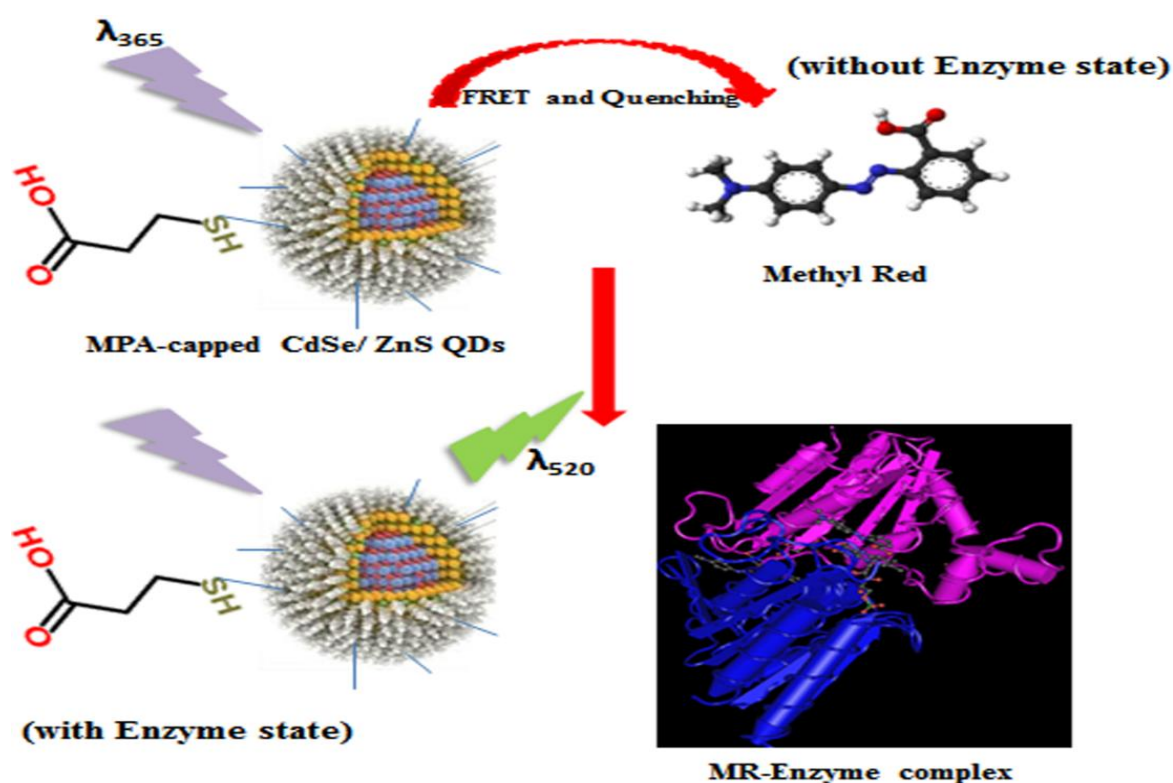 λ365
(without Enzyme state)
FRET and Quenching
HO
O
SH
Methyl Red
MPA-capped CdSe/ ZnS QDs
λ520
HO
O
SH
(with Enzyme state)
MR-Enzyme complex